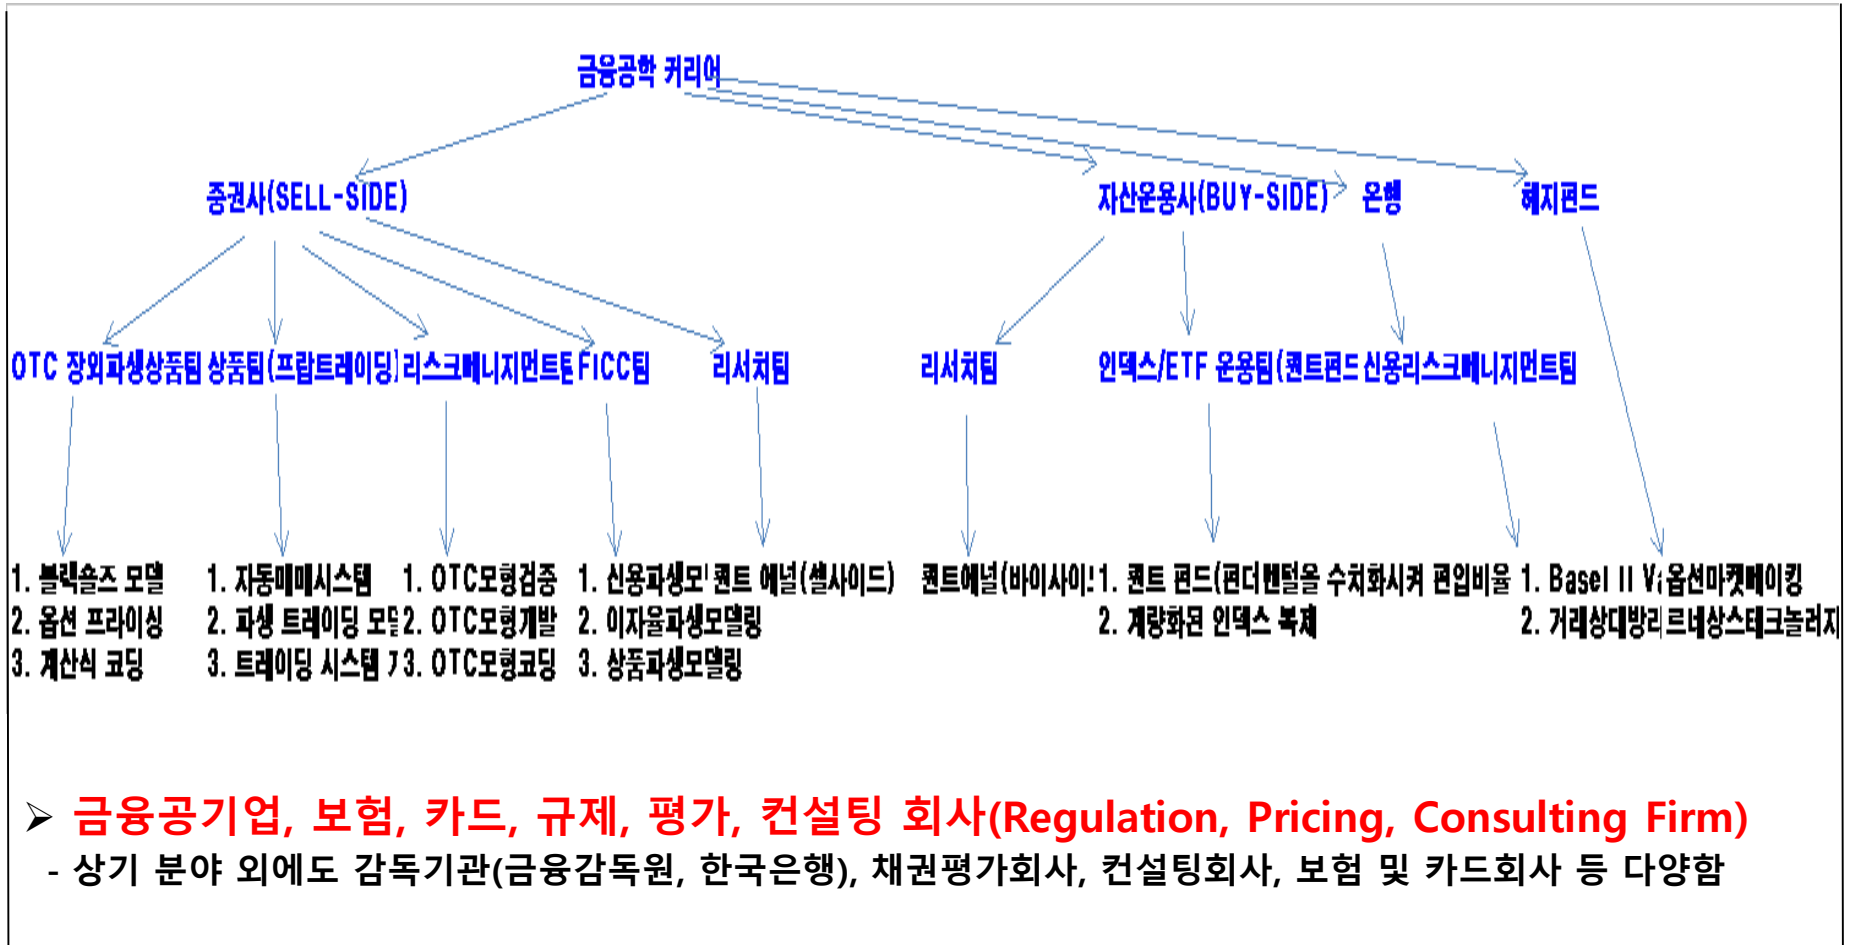 금융공학 커리어
증권사(SELL-SIDE) 자산운용사(BUY-SIDE) 은행 헤지펀드
OTC 장외파생상품팀 상품팀(프랍트레이딩) 리스크메니지먼트팀 FICC팀 리서치팀 리서치팀 인덱스/ETF 운용팀(퀀트펀드 신용리스크메니지먼트팀
1. 블랙숄즈 모델 1. 자동매매시스템 1. OTC모형검증 1. 신용파생모 퀀트 애널(셀사이드) 퀀트애널(바이사이 1. 퀀트 펀드(펀더멘털을 수치화시켜 편입비율 1. Basel II 옵션마켓메이킹
2. 옵션 프라이싱 2. 파생 트레이딩 모델 2. OTC모형개발 2. 이자율파생모델링 2. 계량화된 인덱스 복제 2. 거래상대방리 르네상스테크놀러지
3. 계산식 코딩 3. 트레이딩 시스템 3. OTC모형코딩 3. 상품파생모델링
➢ 금융공기업, 보험, 카드, 규제, 평가, 컨설팅 회사(Regulation, Pricing, Consulting Firm)
- 상기 분야 외에도 감독기관(금융감독원, 한국은행), 채권평가회사, 컨설팅회사, 보험 및 카드회사 등 다양함